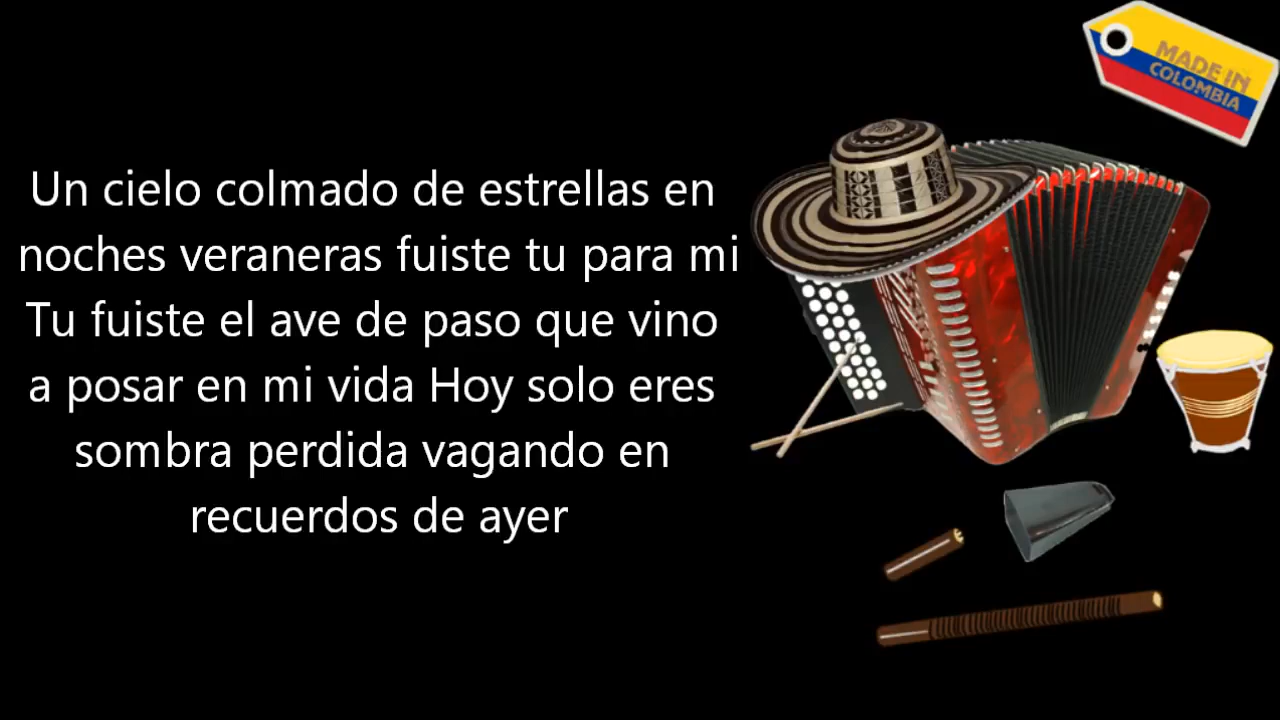 Un cielo colmado de estrellas en
noches veraneras fuiste tu para mi
Tu fuiste el ave de paso que vino
a posar en mi vida Hoy solo eres
sombra perdida vagando en
recuerdos de ayer
MADE IN
COLOMBIA